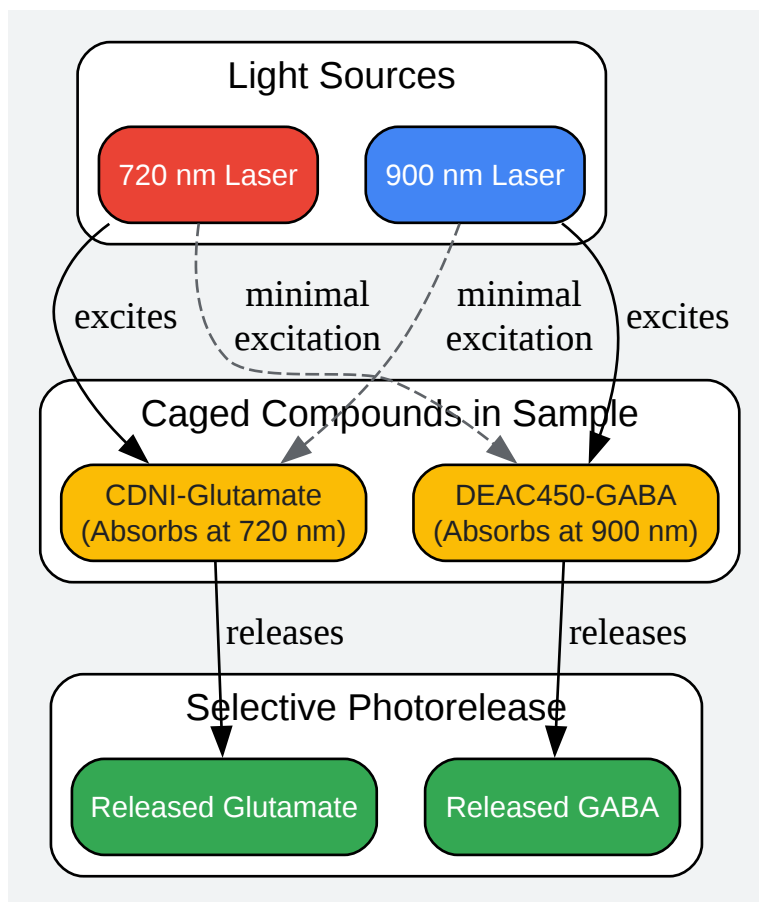 Light Sources
720 nm Laser
900 nm Laser
excites
minimal
excitation
minimal
excitation
excites
Caged Compounds in Sample
CDNI-Glutamate
(Absorbs at 720 nm)
DEAC450-GABA
(Absorbs at 900 nm)
releases
releases
Selective Photorelease
Released Glutamate
Released GABA